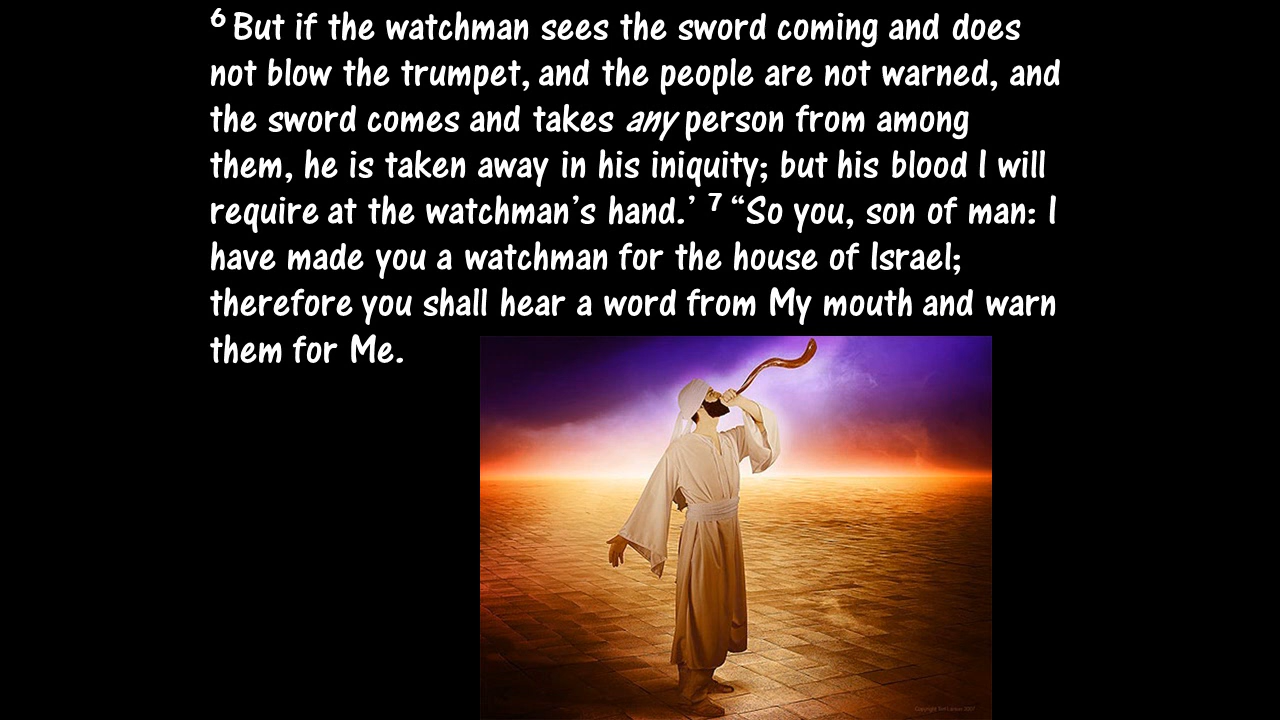 ⁶ But if the watchman sees the sword coming and does
not blow the trumpet, and the people are not warned, and
the sword comes and takes any person from among
them, he is taken away in his iniquity; but his blood I will
require at the watchman’s hand.’ ⁷ “So you, son of man: I
have made you a watchman for the house of Israel;
therefore you shall hear a word from My mouth and warn
them for Me.